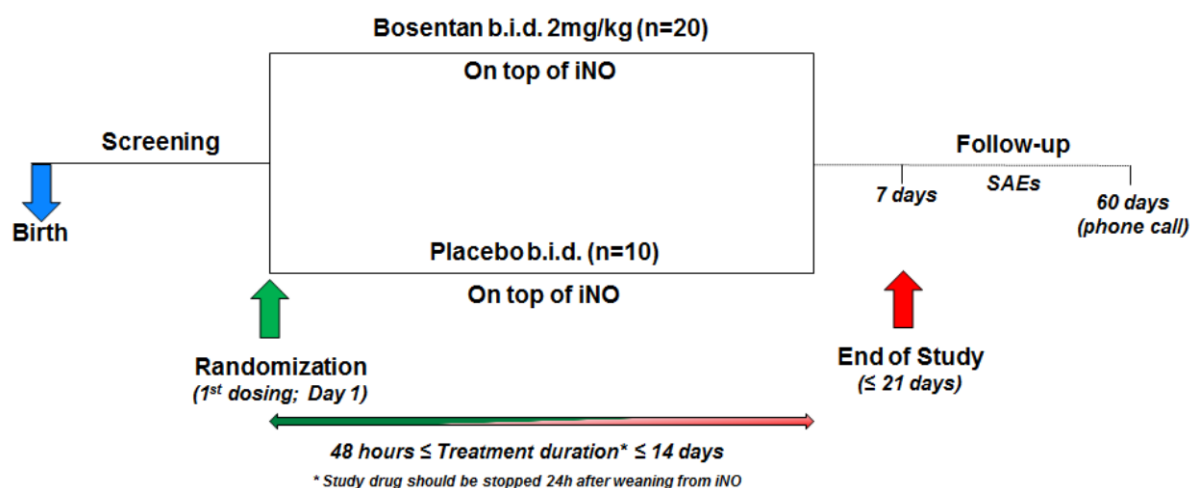 Bosentan b.i.d. 2mg/kg (n=20)
On top of iNO
Screening
Follow-up
SAEs
7 days
60 days
(phone call)
Birth
Placebo b.i.d. (n=10)
On top of iNO
Randomization
(1st dosing; Day 1)
End of Study
(≤ 21 days)
48 hours ≤ Treatment duration* ≤ 14 days
* Study drug should be stopped 24h after weaning from iNO